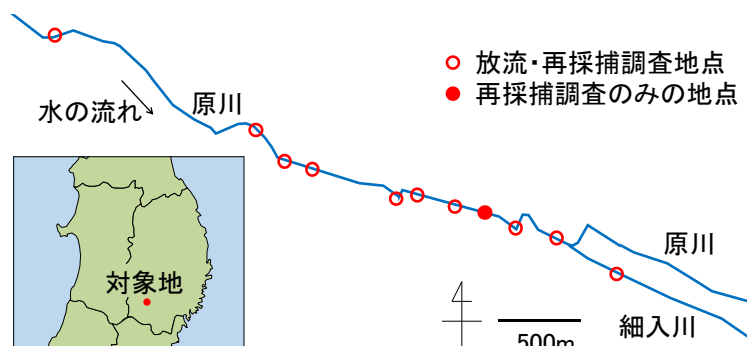 放流・再採捕調査地点
再採捕調査のみの地点
水の流れ
原川
対象地
原川
細入川
500m